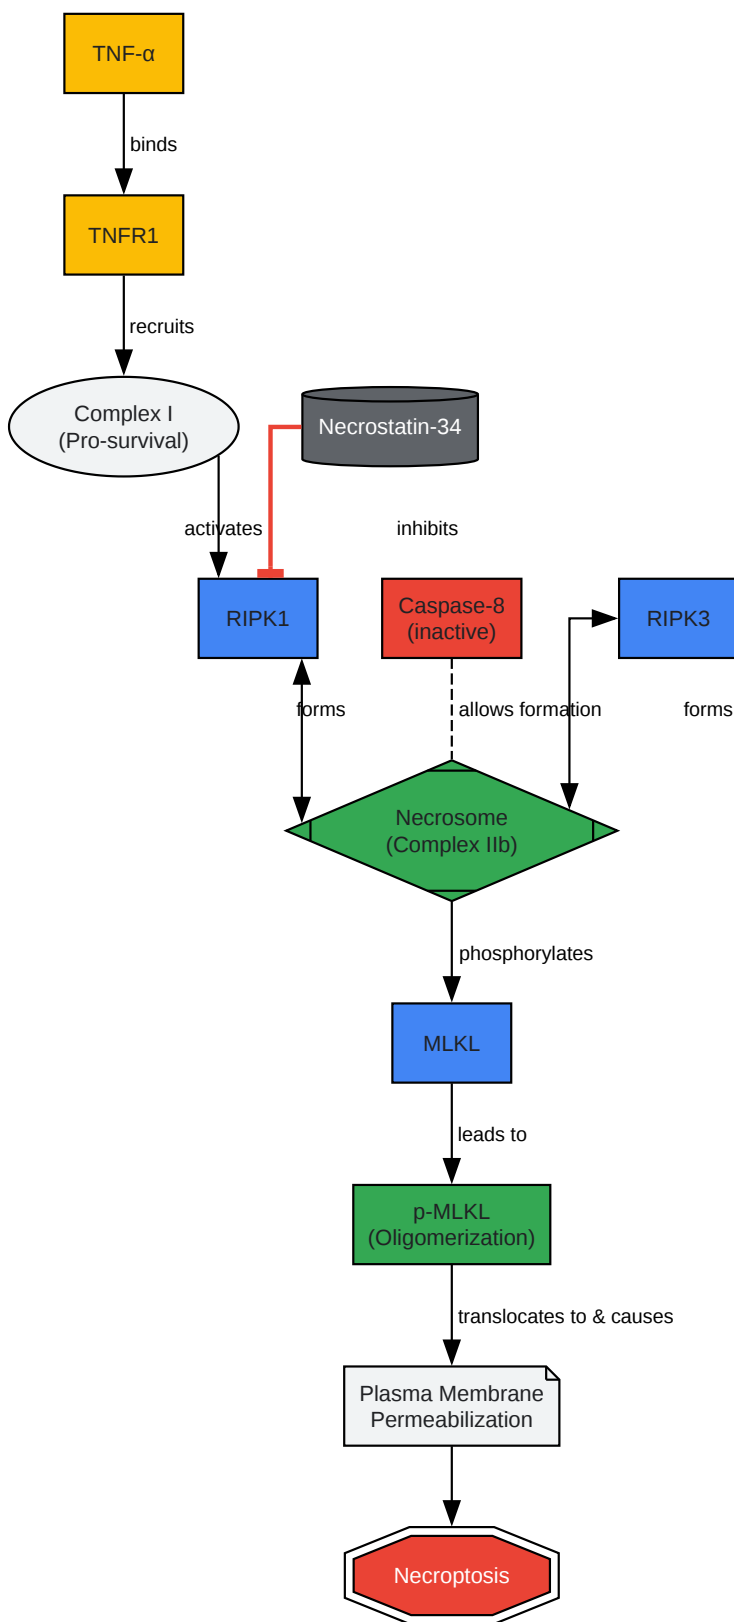 TNF-α
binds
TNFR1
recruits
Complex I
(Pro-survival)
Necrostatin-34
activates
inhibits
RIPK1
Caspase-8
(inactive)
RIPK3
forms
allows formation
forms
Necrosome
(Complex IIb)
phosphorylates
MLKL
leads to
p-MLKL
(Oligomerization)
translocates to & causes
Plasma Membrane
Permeabilization
Necroptosis